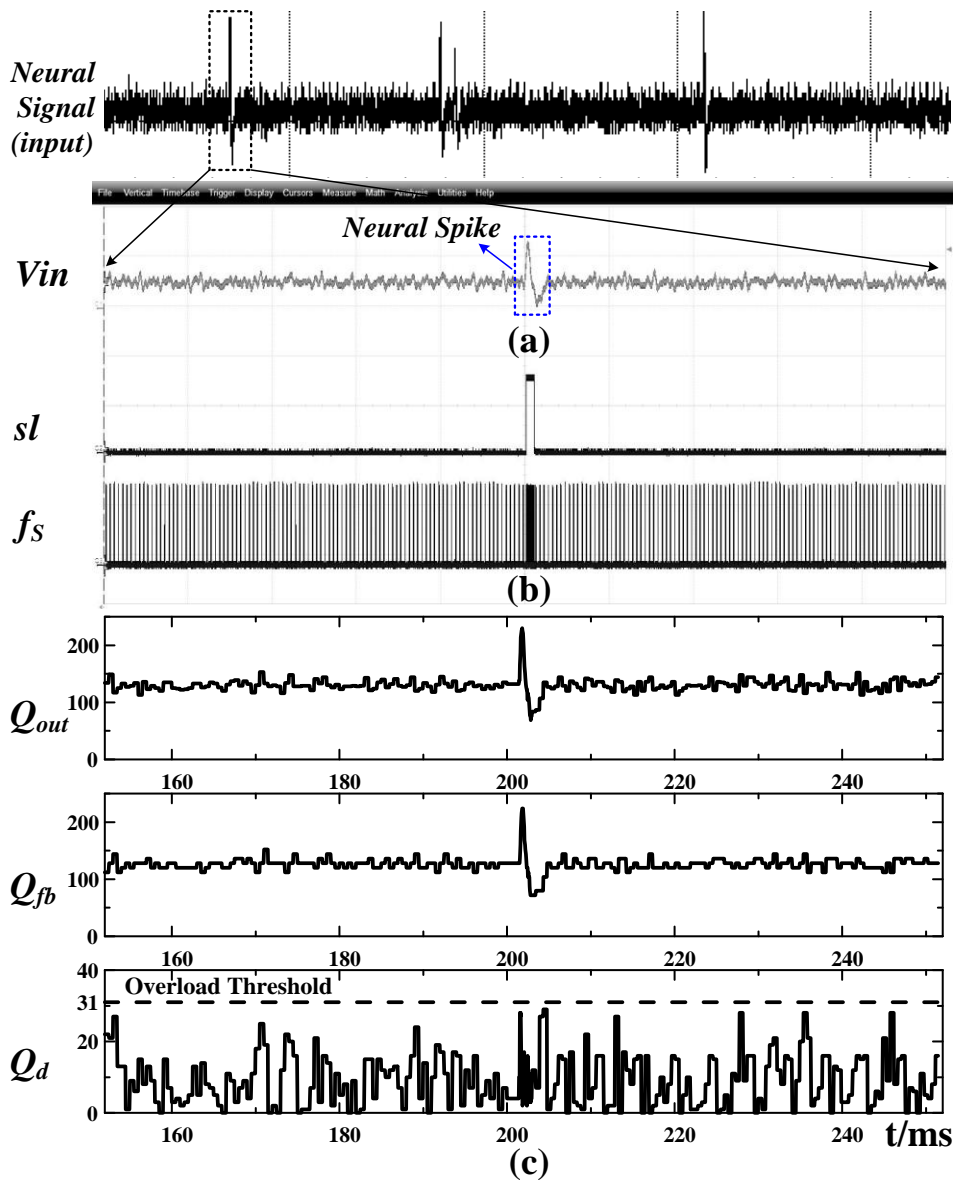 Neural
Signal
(input)
File Vertical Timebase Trigger Display Cursors Measure Math Analysis Utilities Help
Neural Spike
Vin
(a)
sl
fS
(b)
200
100
0
Qout
160 180 200 220 240
200
100
0
Qfb
160 180 200 220 240
40
31
20
0
Overload Threshold
Qd
160 180 200 220 240 t/ms
(c)